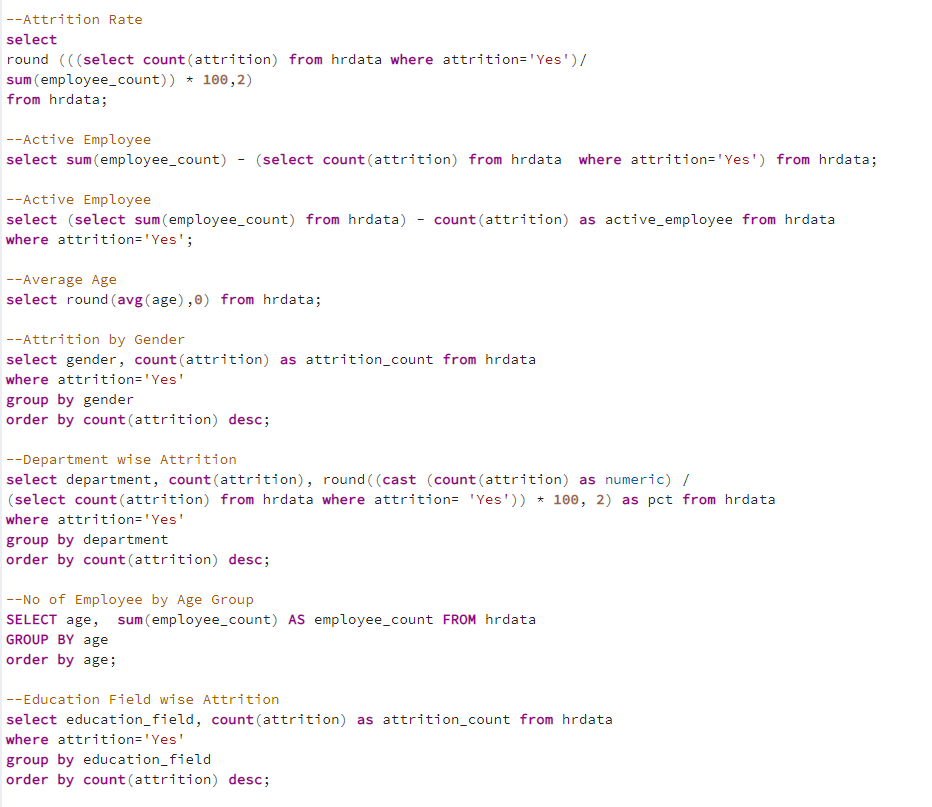 --Attrition Rate
select
round (((select count(attrition) from hrdata where attrition='Yes')/
sum(employee_count)) * 100,2)
from hrdata;
--Active Employee
select sum(employee_count) - (select count(attrition) from hrdata  where attrition='Yes') from hrdata;
--Active Employee
select (select sum(employee_count) from hrdata) - count(attrition) as active_employee from hrdata
where attrition='Yes';
--Average Age
select round(avg(age),0) from hrdata;
--Attrition by Gender
select gender, count(attrition) as attrition_count from hrdata
where attrition='Yes'
group by gender
order by count(attrition) desc;
--Department wise Attrition
select department, count(attrition), round((cast (count(attrition) as numeric) /
(select count(attrition) from hrdata where attrition= 'Yes')) * 100, 2) as pct from hrdata
where attrition='Yes'
group by department
order by count(attrition) desc;
--No of Employee by Age Group
SELECT age,  sum(employee_count) AS employee_count FROM hrdata
GROUP BY age
order by age;
--Education Field wise Attrition
select education_field, count(attrition) as attrition_count from hrdata
where attrition='Yes'
group by education_field
order by count(attrition) desc;